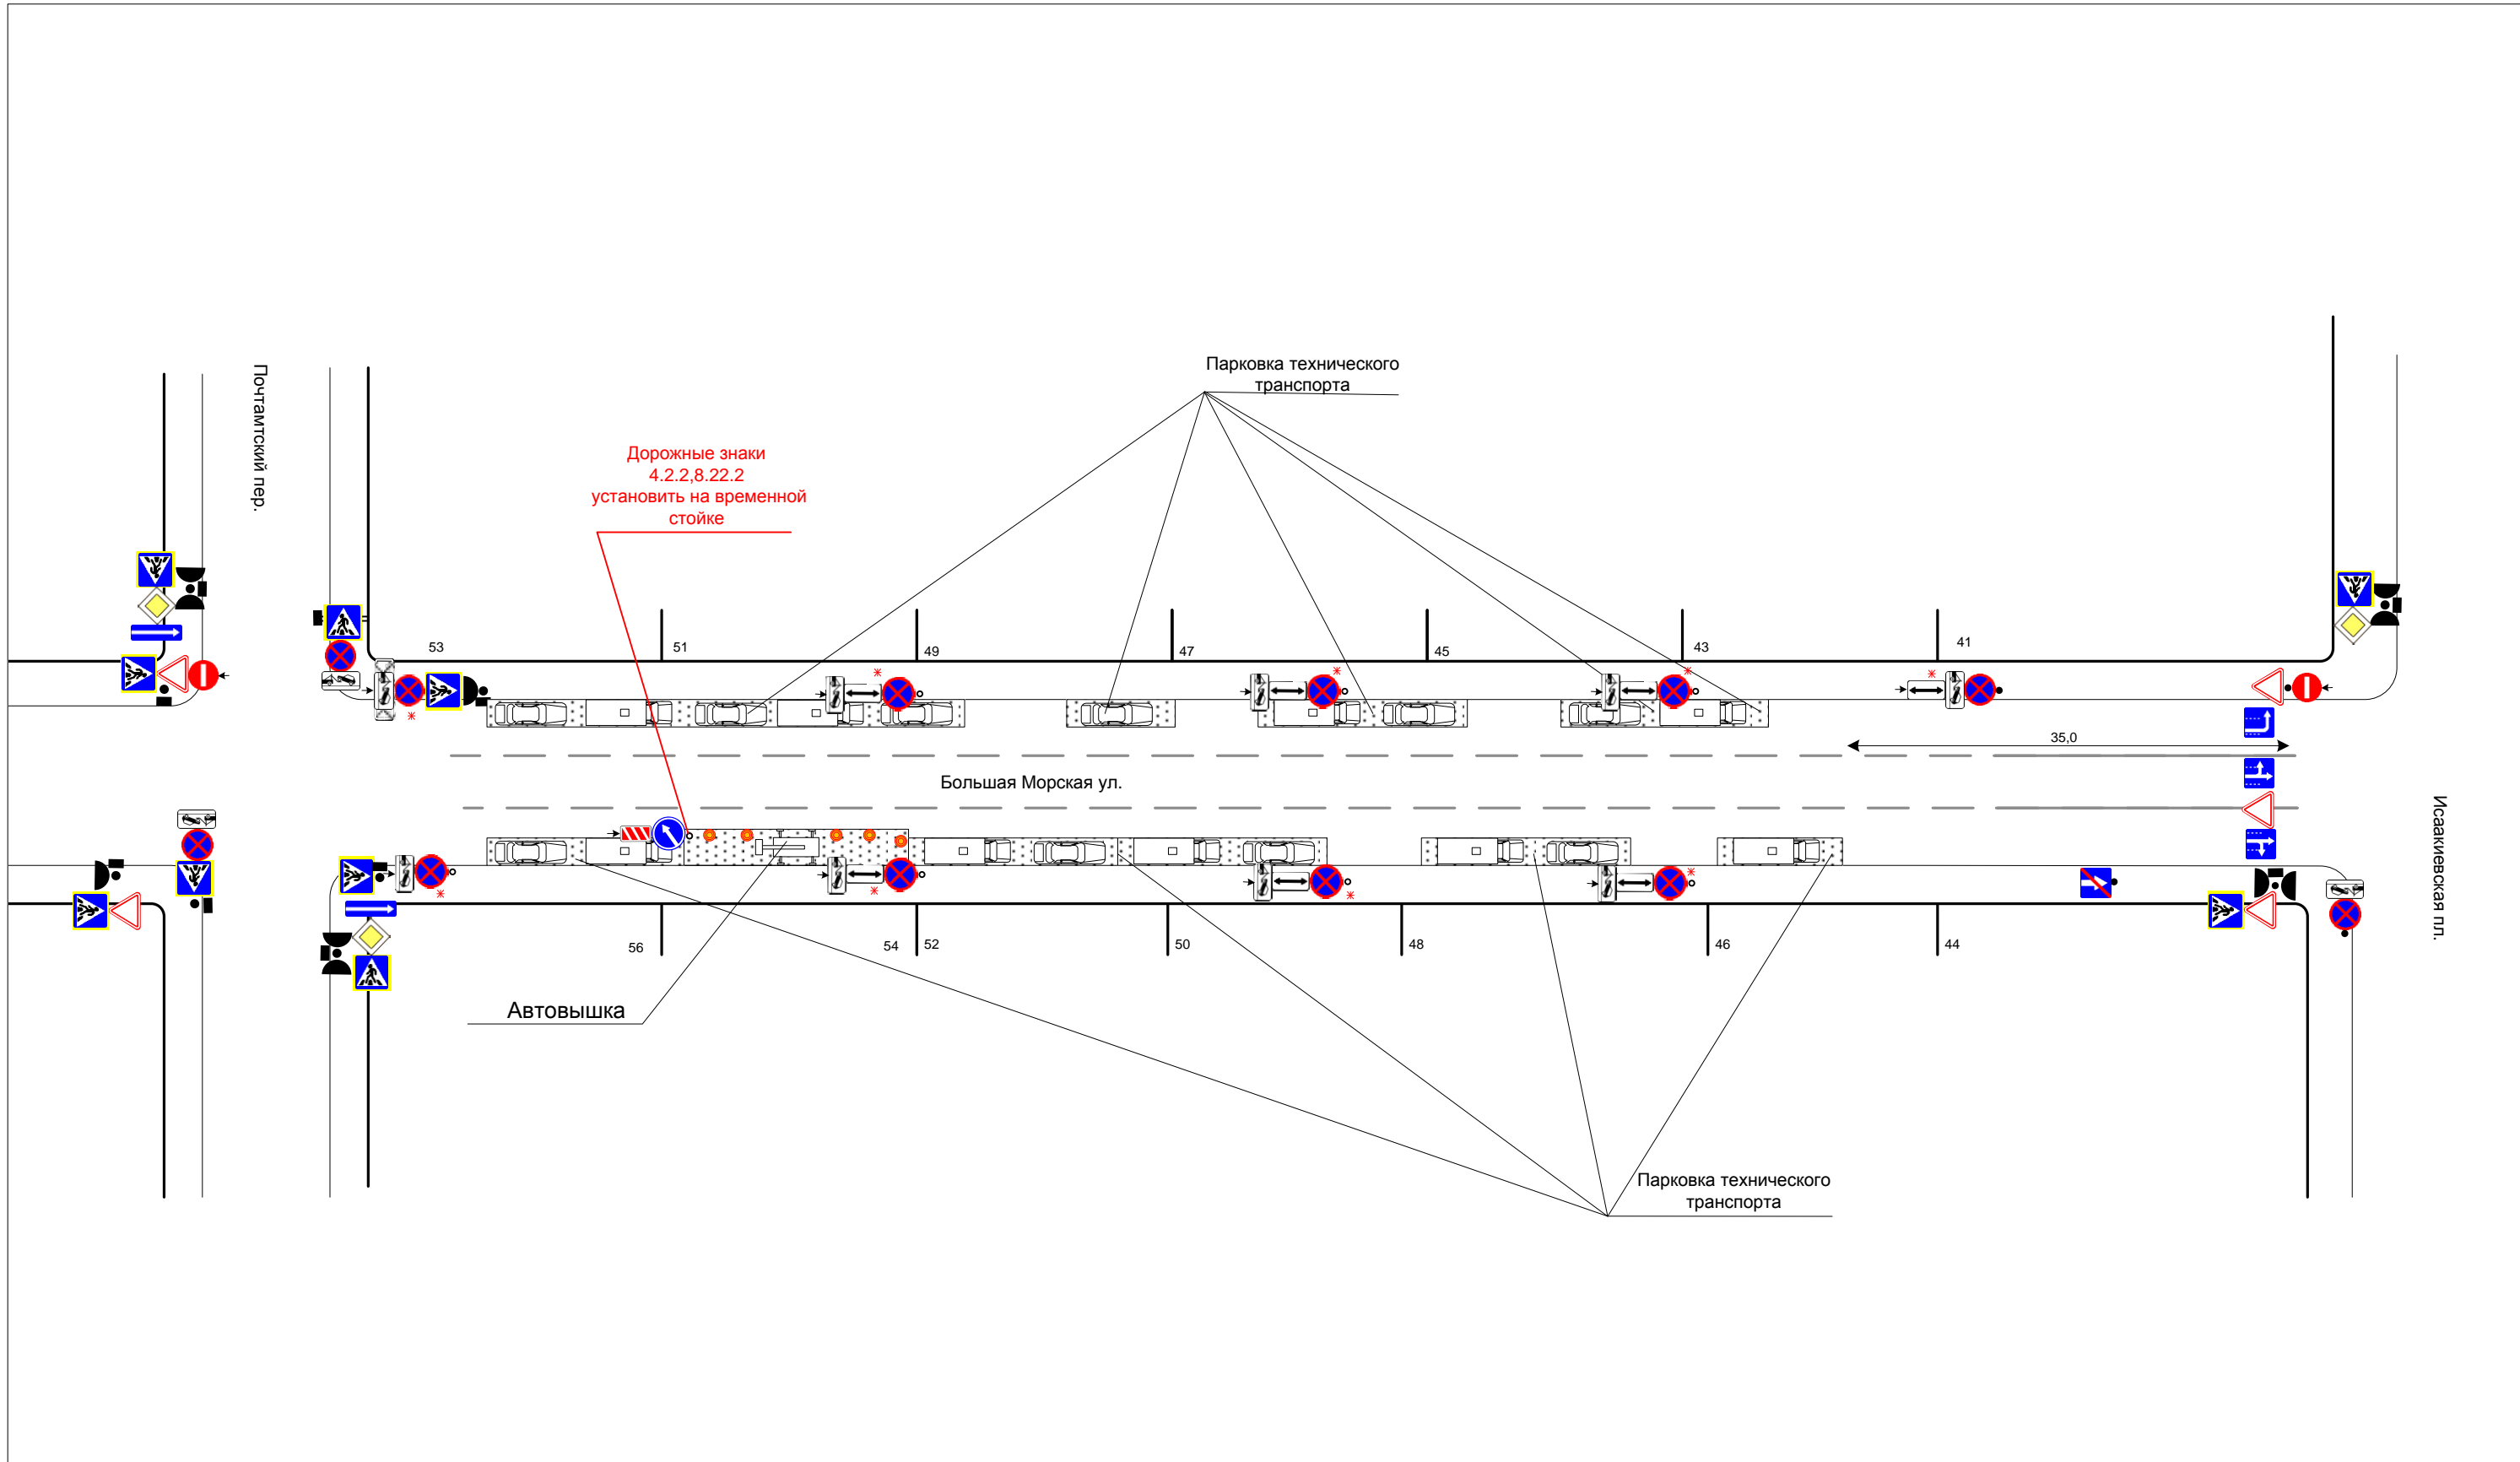 Парковка технического
транспорта
Почтамтский пер.
Дорожные знаки
4.2.2,8.22.2
установить на временной
стойке
53
51
49
47
45
43
41
35,0
Большая Морская ул.
Исаакиевская пл.
56
54
52
50
48
46
44
Автовышка
Парковка технического
транспорта